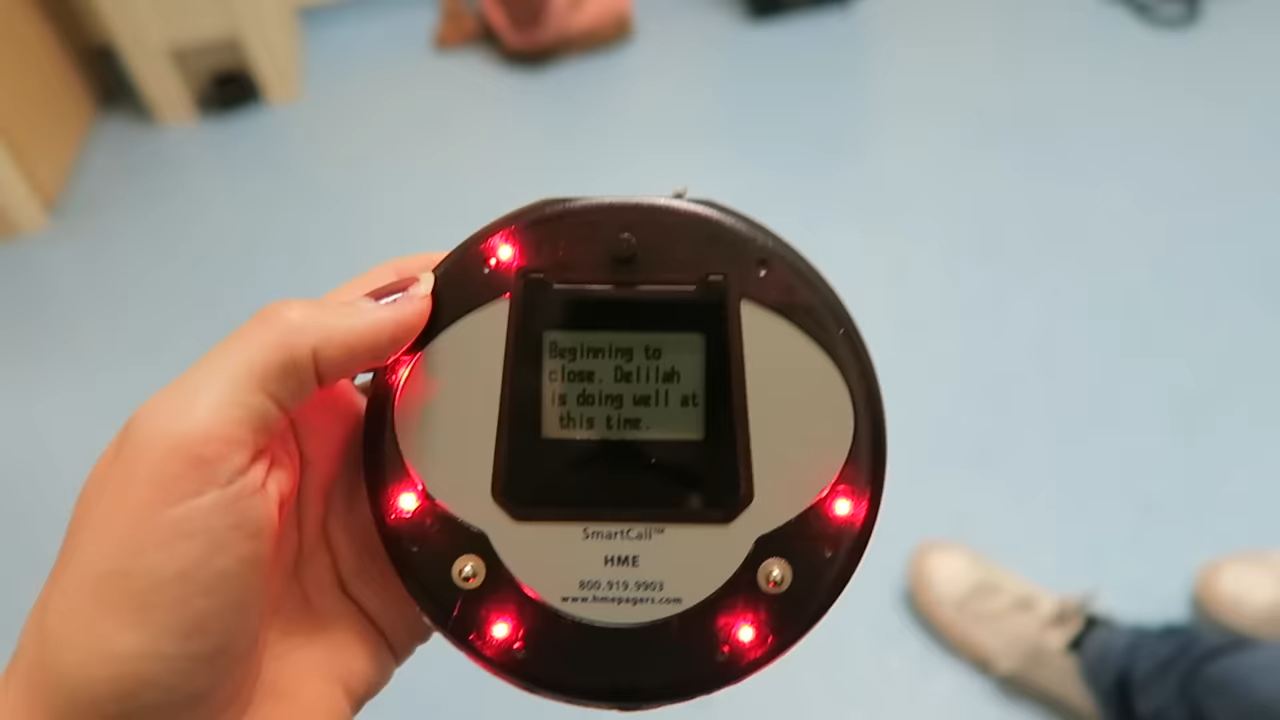 Beginning to
close. Delilah
is doing well at
this time.
SmartCall™
HME
800.919.9903
www.hmepagers.com